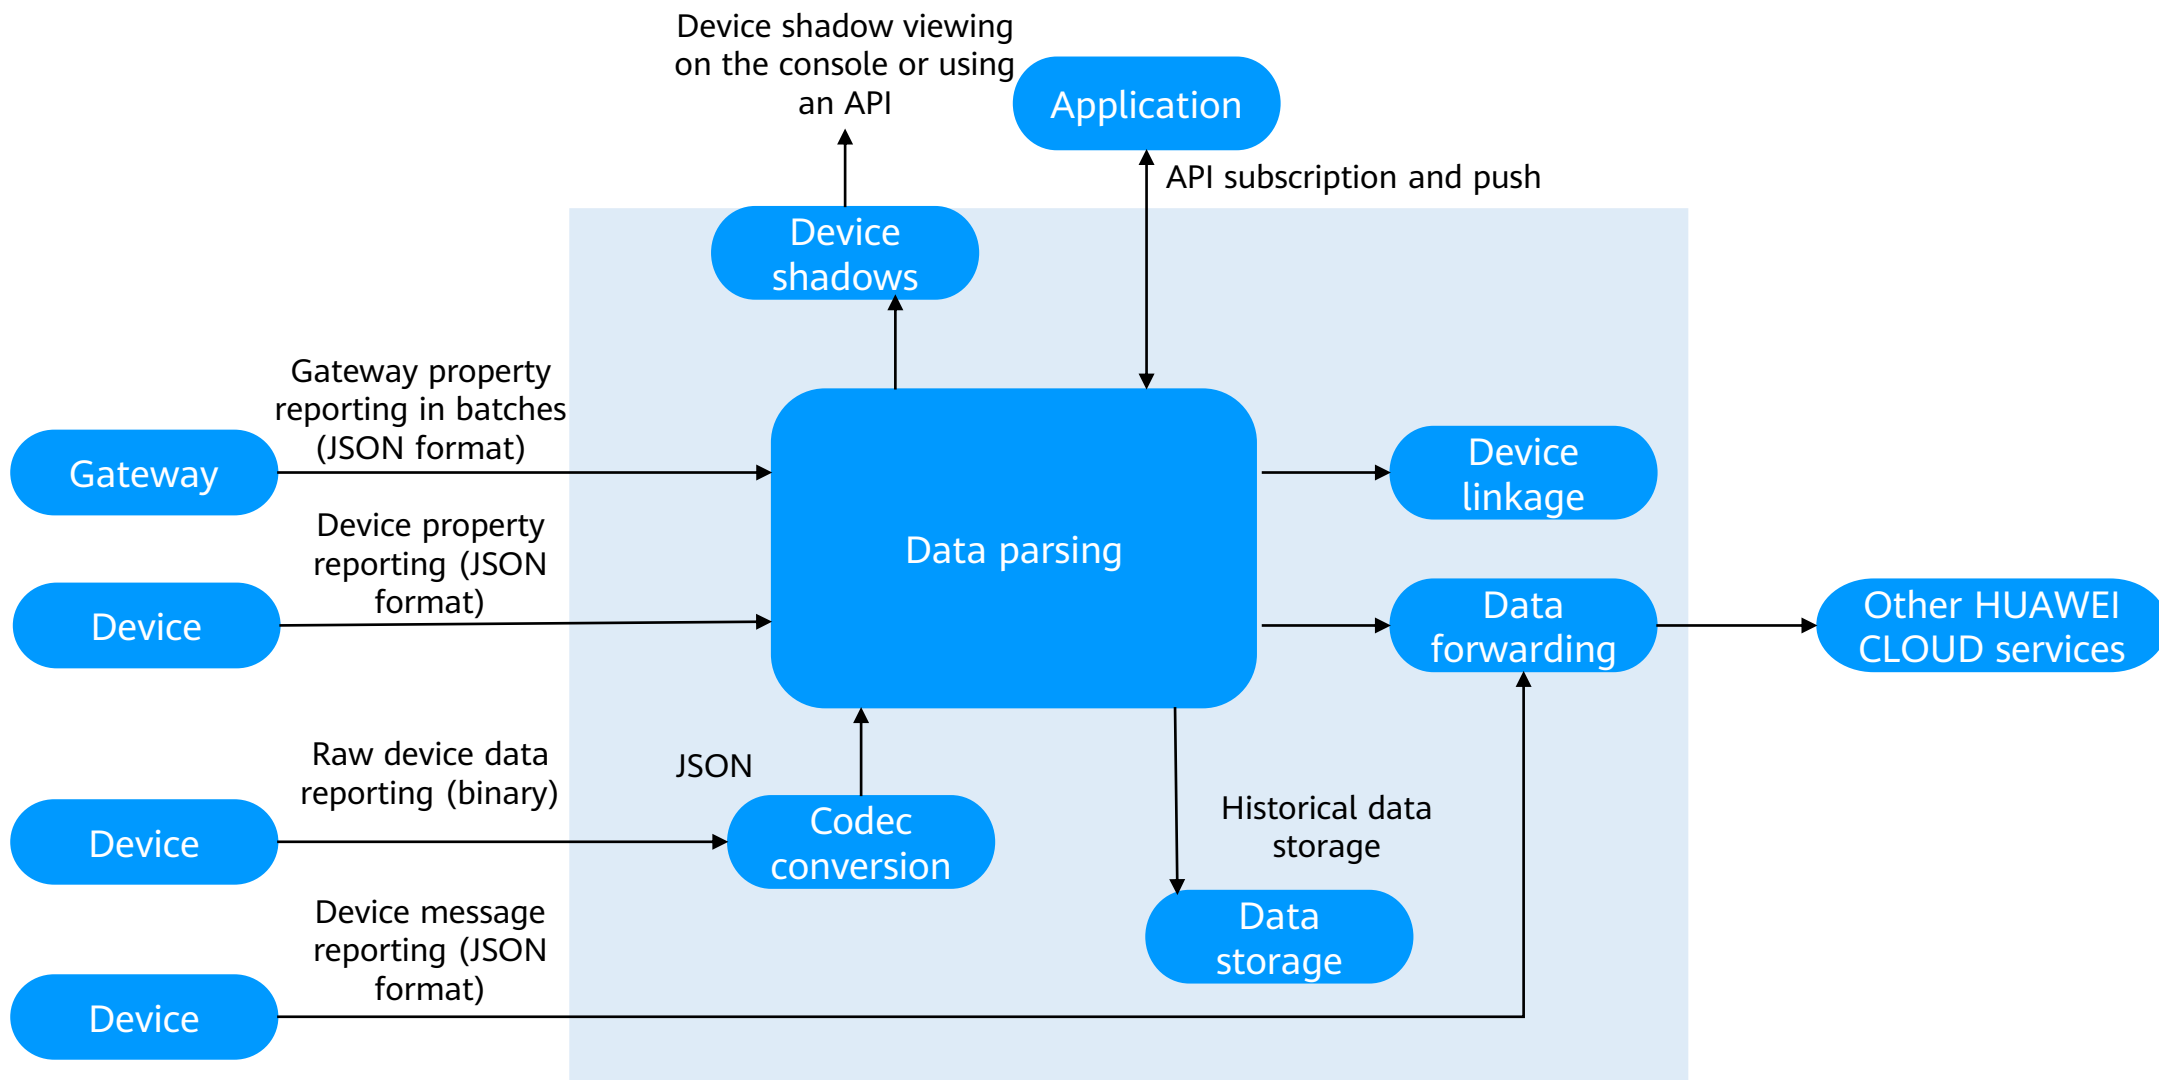 Device shadow viewing
on the console or using
an API
Application
API subscription and push
Device
shadows
Gateway property
reporting in batches
(JSON format)
Gateway
Device property
reporting (JSON
format)
Device
Data parsing
Device
linkage
Data
forwarding
Other HUAWEI
CLOUD services
Raw device data
reporting (binary)
JSON
Device
Codec
conversion
Historical data
storage
Data
storage
Device message
reporting (JSON
format)
Device